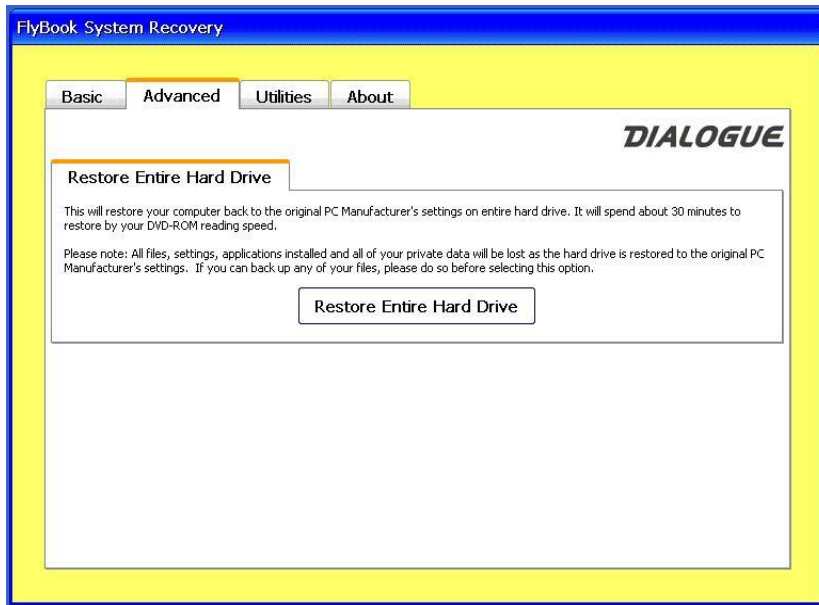 FlyBook System Recovery
Basic
Advanced
Utilities
About
DIALOGUE
Restore Entire Hard Drive
This will restore your computer back to the original PC Manufacturer's settings on entire hard drive. It will spend about 30 minutes to
restore by your DVD-ROM reading speed.
Please note: All files, settings, applications installed and all of your private data will be lost as the hard drive is restored to the original PC
Manufacturer's settings.  If you can back up any of your files, please do so before selecting this option.
Restore Entire Hard Drive